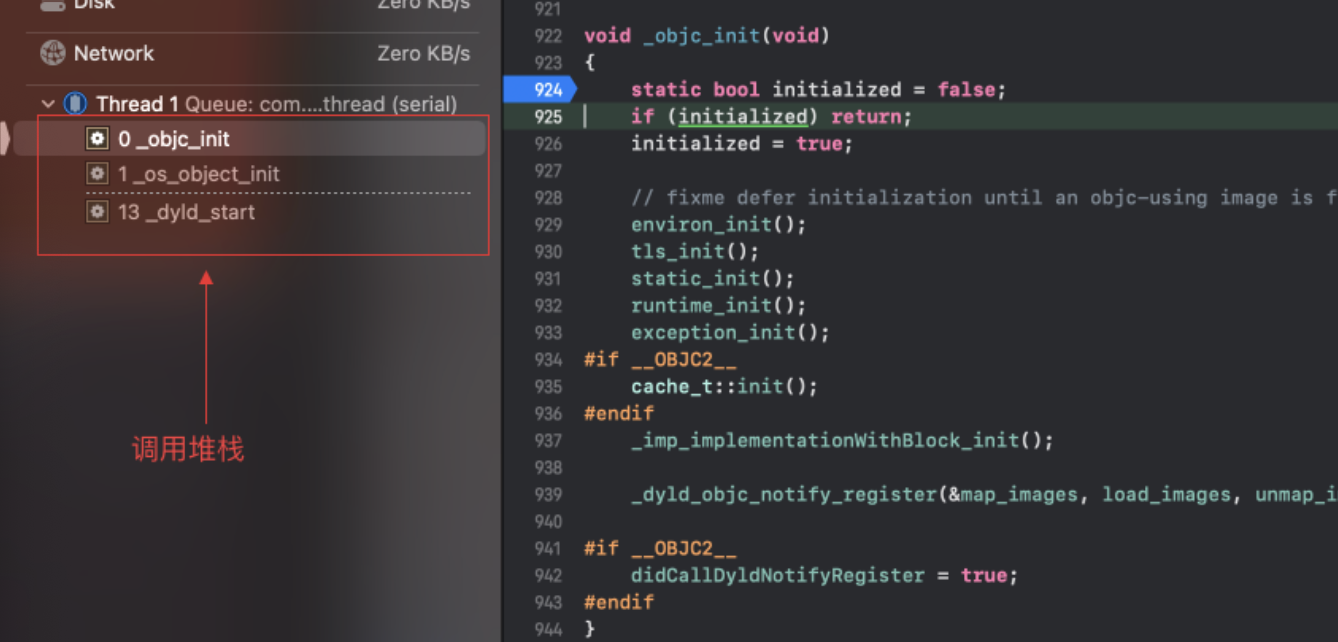 Disk Zero KB/s
Network Zero KB/s
Thread 1 Queue: com....thread (serial)
0 _objc_init
1 _os_object_init
13 _dyld_start
调用堆栈
921
922 void _objc_init(void)
923 {
924 static bool initialized = false;
925 if (initialized) return;
926 initialized = true;
927
928 // fixme defer initialization until an objc-using image is f
929 environ_init();
930 tls_init();
931 static_init();
932 runtime_init();
933 exception_init();
934 #if __OBJC2__
935 cache_t::init();
936 #endif
937 _imp_implementationWithBlock_init();
938
939 _dyld_objc_notify_register(&map_images, load_images, unmap_i
940
941 #if __OBJC2__
942 didCallDyldNotifyRegister = true;
943 #endif
944 }